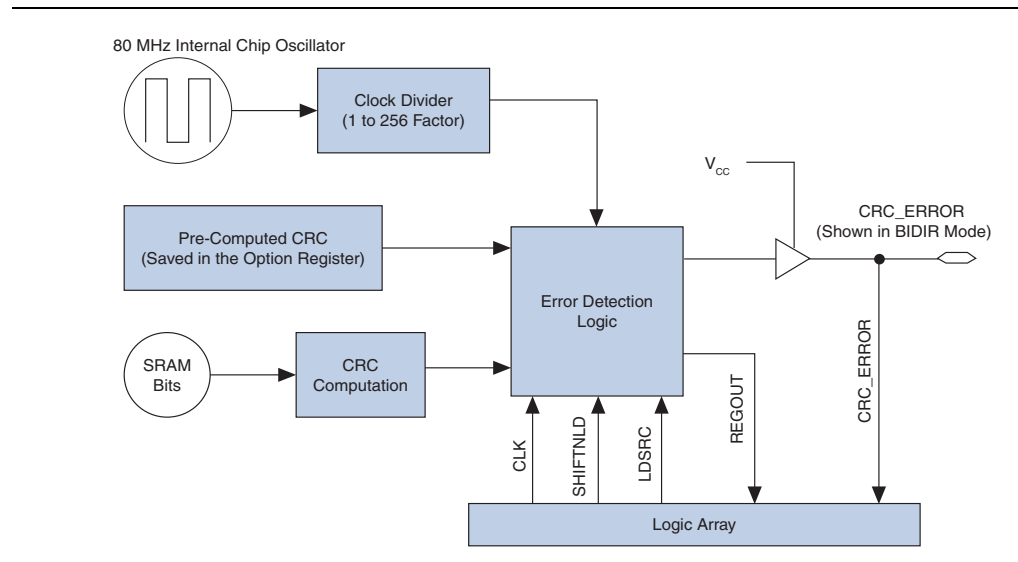 80 MHz Internal Chip Oscillator
Clock Divider
(1 to 256 Factor)
VCC
CRC_ERROR
(Shown in BIDIR Mode)
Pre-Computed CRC
(Saved in the Option Register)
Error Detection
Logic
SRAM
Bits
CRC
Computation
CLK
SHIFTNLD
LDSRC
REGOUT
CRC_ERROR
Logic Array